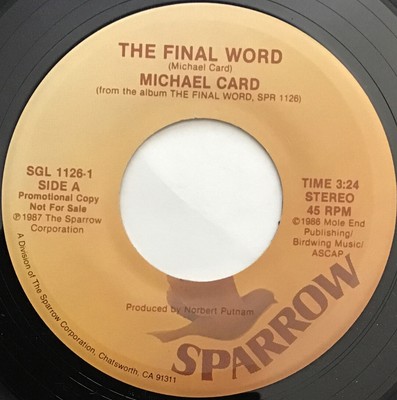 THE FINAL WORD
(Michael Card)
MICHAEL CARD
(from the album THE FINAL WORD, SPR 1126)
SGL 1126-1
SIDE A
Promotional Copy
Not For Sale
℗1987 The Sparrow
Corporation
TIME 3:24
STEREO
45 RPM
©1986 Mole End
Publishing/
Birdwing Music/
ASCAP
Produced by Norbert Putnam
SPARROW
A Division of The Sparrow Corporation, Chatsworth, CA 91311